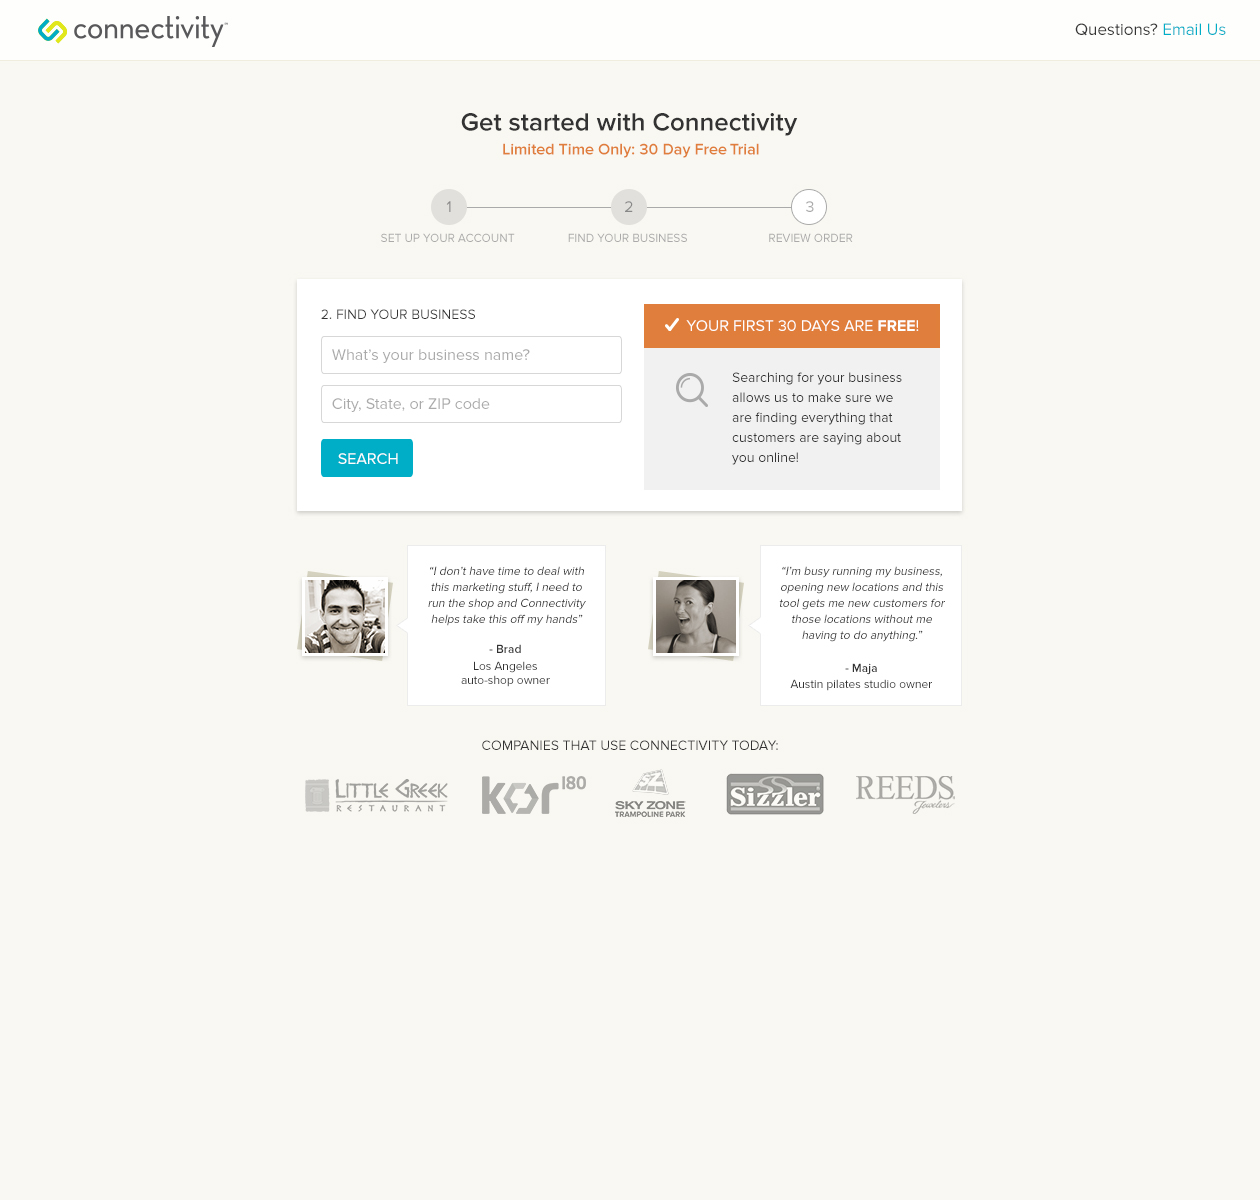 connectivity™
Questions? Email Us
Get started with Connectivity
Limited Time Only: 30 Day Free Trial
1
2
3
SET UP YOUR ACCOUNT
FIND YOUR BUSINESS
REVIEW ORDER
2. FIND YOUR BUSINESS
What's your business name?
City, State, or ZIP code
SEARCH
YOUR FIRST 30 DAYS ARE FREE!
Searching for your business
allows us to make sure we
are finding everything that
customers are saying about
you online!
“I don’t have time to deal with
this marketing stuff, I need to
run the shop and Connectivity
helps take this off my hands”
- Brad
Los Angeles
auto-shop owner
“I’m busy running my business,
opening new locations and this
tool gets me new customers for
those locations without me
having to do anything.”
- Maja
Austin pilates studio owner
COMPANIES THAT USE CONNECTIVITY TODAY:
LITTLE GREEK
RESTAURANT
kor180
SKY ZONE
TRAMPOLINE PARK
Sizzler
REEDS
Jewelers